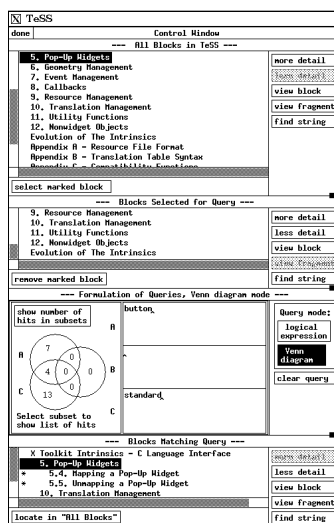 X TeSS
done Control Window
--- All Blocks in TeSS ---
5. Pop-Up Widgets
6. Geometry Management
7. Event Management
8. Callbacks
9. Resource Management
10. Translation Management
11. Utility Functions
12. Nonwidget Objects
Evolution of The Intrinsics
Appendix A - Resource File Format
Appendix B - Translation Table Syntax
Appendix C - Compatibility Functions
more detail
less detail
view block
view fragment
find string
select marked block
--- Blocks Selected for Query ---
9. Resource Management
10. Translation Management
11. Utility Functions
12. Nonwidget Objects
Evolution of The Intrinsics
more detail
less detail
view block
view fragment
find string
remove marked block
--- Formulation of Queries, Venn diagram mode ---
show number of
hits in subsets
A
7
A 0 0
4 0 0 B
C 13
Select subset to
show list of hits
B
C
button
^
standard
Query mode:
logical
expression
Venn
diagram
clear query
--- Blocks Matching Query ---
X Toolkit Intrinsics - C Language Interface
5. Pop-Up Widgets
* 5.4. Mapping a Pop-Up Widget
* 5.5. Unmapping a Pop-Up Widget
10. Translation Management
more detail
less detail
view block
view fragment
find string
locate in "All Blocks"